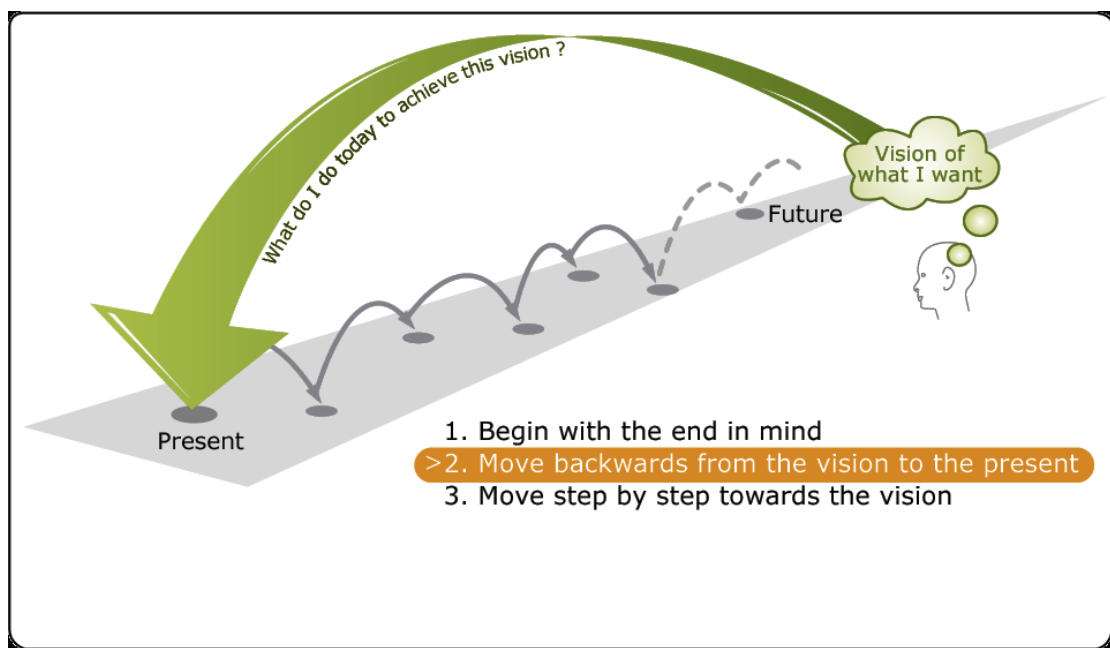 What do I do today to achieve this vision ?
Vision of
what I want
Future
Present
1. Begin with the end in mind
>2. Move backwards from the vision to the present
3. Move step by step towards the vision